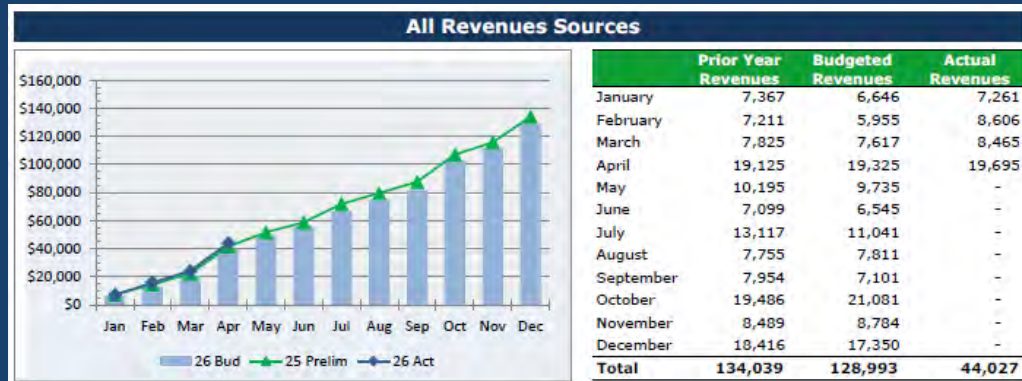 All Revenues Sources
$160,000
$140,000
$120,000
$100,000
$80,000
$60,000
$40,000
$20,000
$0
Jan Feb Mar Apr May Jun Jul Aug Sep Oct Nov Dec
26 Bud 25 Prelim 26 Act
Prior Year Budgeted Actual
Revenues Revenues Revenues
January 7,367 6,646 7,261
February 7,211 5,955 8,606
March 7,825 7,617 8,465
April 19,125 19,325 19,695
May 10,195 9,735 -
June 7,099 6,545 -
July 13,117 11,041 -
August 7,755 7,811 -
September 7,954 7,101 -
October 19,486 21,081 -
November 8,489 8,784 -
December 18,416 17,350 -
Total 134,039 128,993 44,027